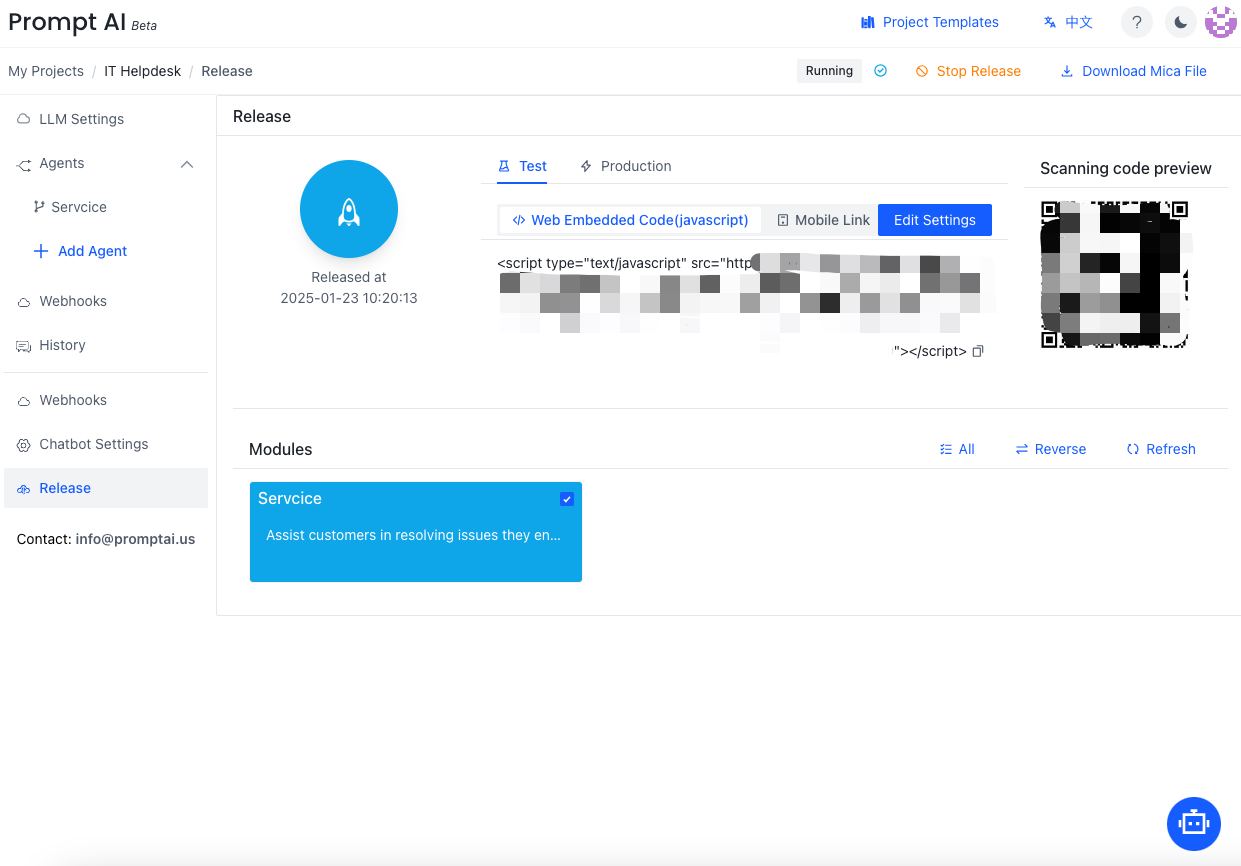 Prompt AI Beta
Project Templates
中文
?
My Projects / IT Helpdesk / Release
Running
Stop Release
Download Mica File
LLM Settings
Agents
Servcice
Add Agent
Webhooks
History
Webhooks
Chatbot Settings
Release
Contact: info@promptai.us
Release
Released at
2025-01-23 10:20:13
Test
Production
Web Embedded Code(javascript)
Mobile Link
Edit Settings
<script type="text/javascript" src="http
"></script>
Scanning code preview
Modules
All
Reverse
Refresh
Servcice
Assist customers in resolving issues they en...